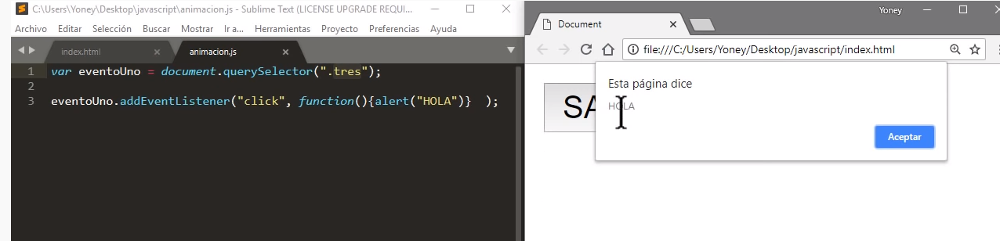 C:\Users\Yoney\Desktop\javascript\animacion.js - Sublime Text (LICENSE UPGRADE REQUI...
Archivo Editar Selección Buscar Mostrar Ir a... Herramientas Proyecto Preferencias Ayuda
index.html animacion.js
1 var eventoUno = document.querySelector(".tres");
2
3 eventoUno.addEventListener("click", function(){alert("HOLA")} );
Yoney
Document
file:///C:/Users/Yoney/Desktop/javascript/index.html
Esta página dice
HOLA
Aceptar